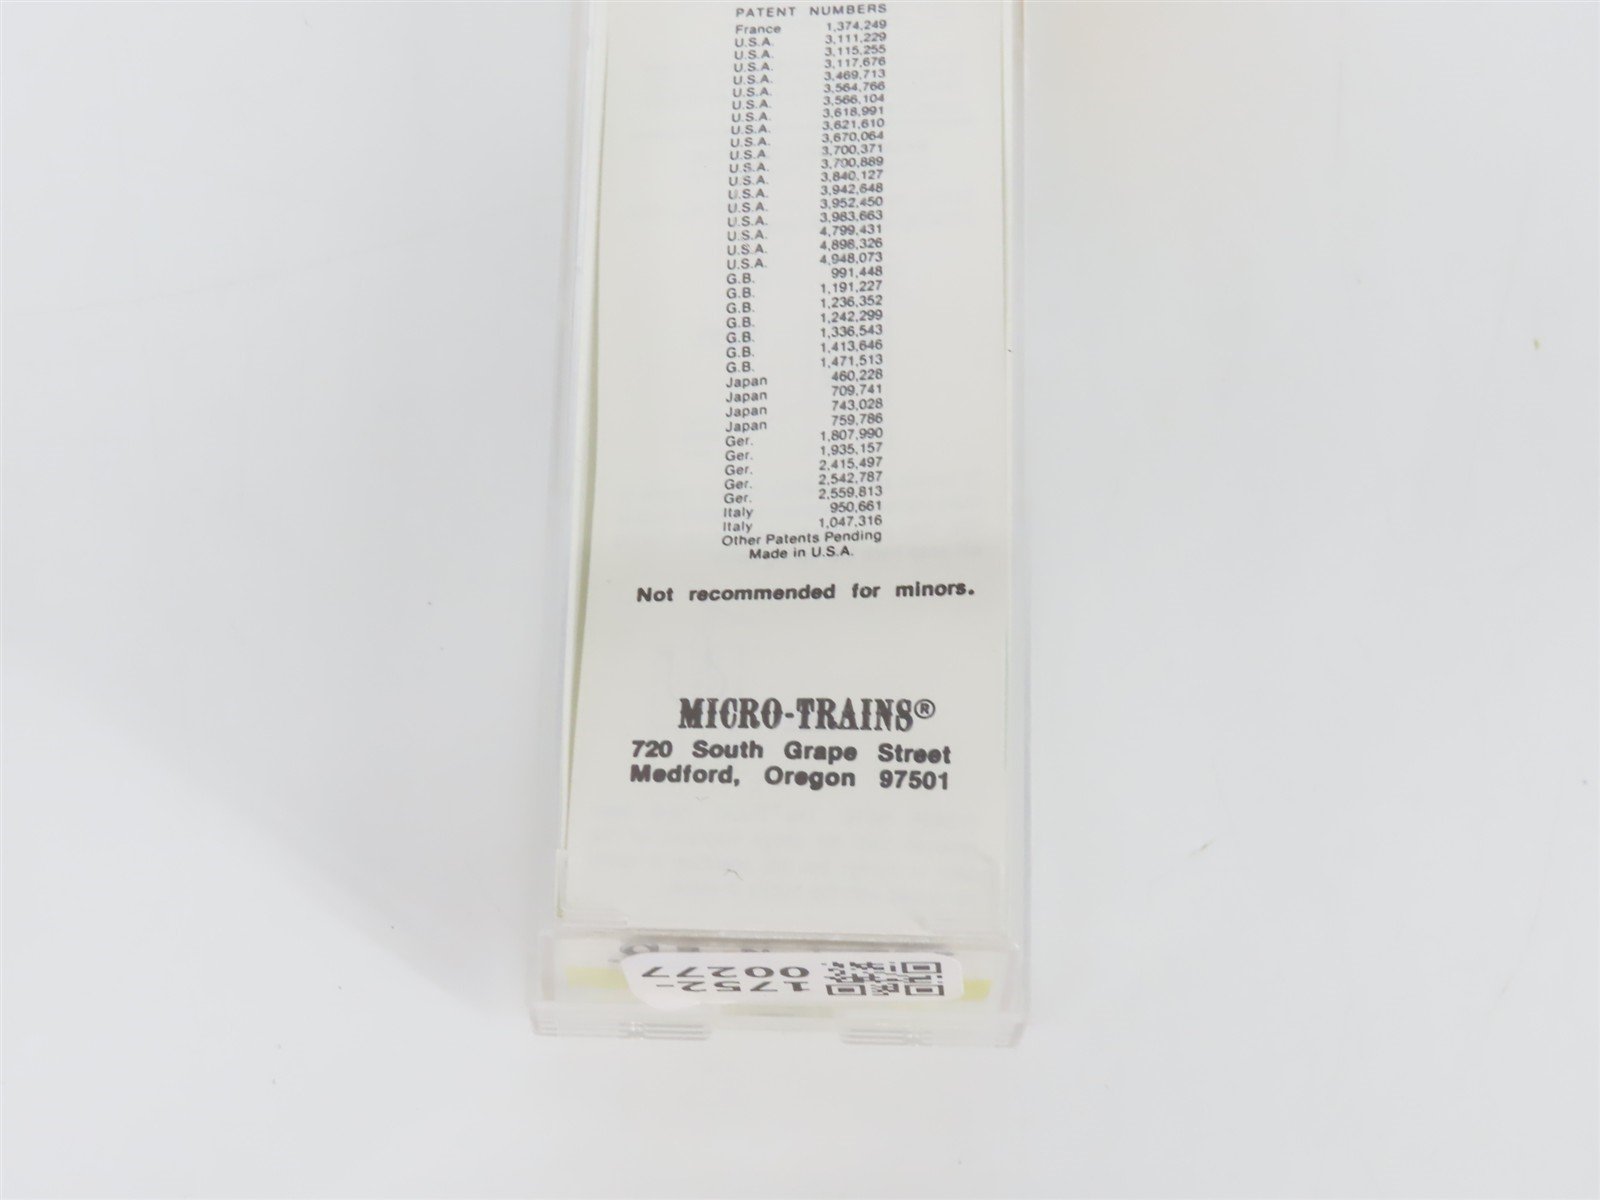 PATENT NUMBERS
France 1,374,249
U.S.A. 3,111,229
U.S.A. 3,115,255
U.S.A. 3,117,676
U.S.A. 3,469,713
U.S.A. 3,564,766
U.S.A. 3,566,104
U.S.A. 3,618,991
U.S.A. 3,621,610
U.S.A. 3,670,064
U.S.A. 3,700,371
U.S.A. 3,700,889
U.S.A. 3,840,127
U.S.A. 3,942,648
U.S.A. 3,952,450
U.S.A. 3,983,663
U.S.A. 4,799,431
U.S.A. 4,898,326
U.S.A. 4,948,073
G.B. 991,448
G.B. 1,191,227
G.B. 1,236,352
G.B. 1,242,299
G.B. 1,336,543
G.B. 1,413,646
G.B. 1,471,513
Japan 460,228
Japan 709,741
Japan 743,028
Japan 759,786
Ger. 1,807,990
Ger. 1,935,157
Ger. 2,415,497
Ger. 2,542,787
Ger. 2,559,813
Italy 950,661
Italy 1,047,316
Other Patents Pending
Made in U.S.A.
Not recommended for minors.
MICRO-TRAINS®
720 South Grape Street
Medford, Oregon 97501
1752-
00277